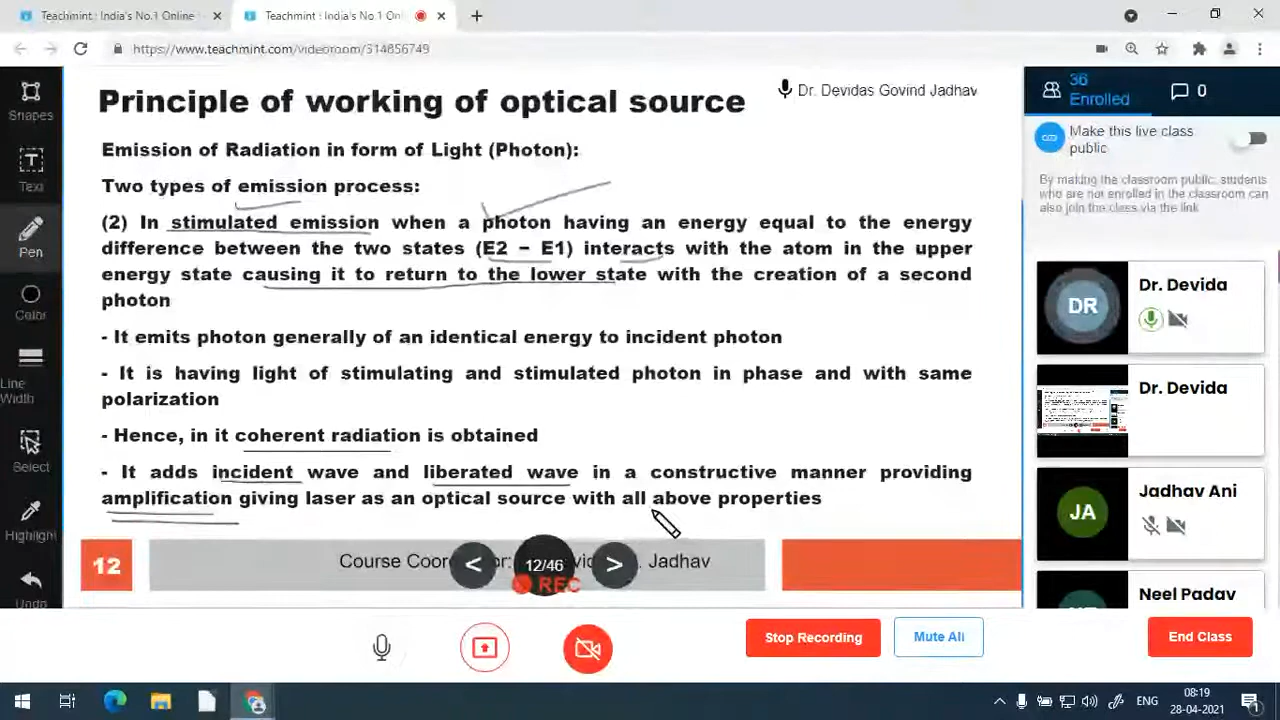 Teachmint : India's No.1 Online
Teachmint : India's No.1 Onl
https://www.teachmint.com/videoroom/314856749
Principle of working of optical source
Dr. Devidas Govind Jadhav
Emission of Radiation in form of Light (Photon):
Two types of emission process:
(2) In stimulated emission when a photon having an energy equal to the energy
difference between the two states (E2 – E1) interacts with the atom in the upper
energy state causing it to return to the lower state with the creation of a second
photon
- It emits photon generally of an identical energy to incident photon
- It is having light of stimulating and stimulated photon in phase and with same
polarization
- Hence, in it coherent radiation is obtained
- It adds incident wave and liberated wave in a constructive manner providing
amplification giving laser as an optical source with all above properties
12
Course Coor
or:
< 12/46 >
Jadhav
REC
Shapes
Text
Pen
Color
Line
Width
Select
Highligh
Undo
36
Enrolled
0
Make this live class
public
By making the classroom public, students
who are not enrolled in the classroom can
also join the class via the link
DR
Dr. Devida
Dr. Devida
JA
Jadhav Ani
Neel Padav
Stop Recording
Mute All
End Class
ENG
08:19
28-04-2021